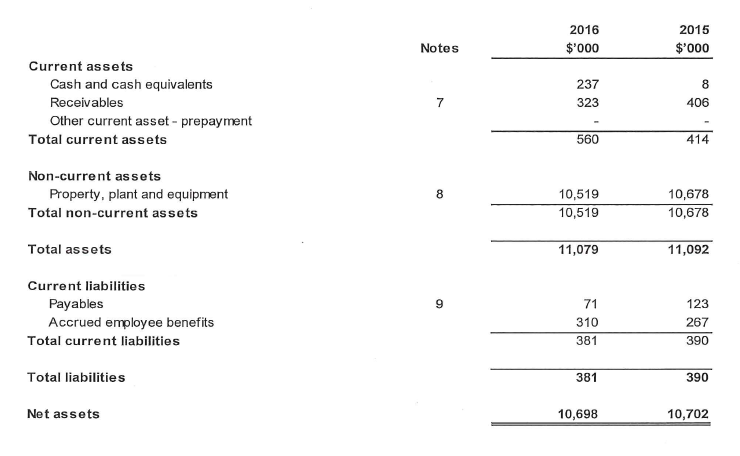 2016 2015
Notes $'000 $'000
Current assets
Cash and cash equivalents 237 8
Receivables 7 323 406
Other current asset - prepayment - -
Total current assets 560 414
Non-current assets
Property, plant and equipment 8 10,519 10,678
Total non-current assets 10,519 10,678
Total assets 11,079 11,092
Current liabilities
Payables 9 71 123
Accrued employee benefits 310 267
Total current liabilities 381 390
Total liabilities 381 390
Net assets 10,698 10,702